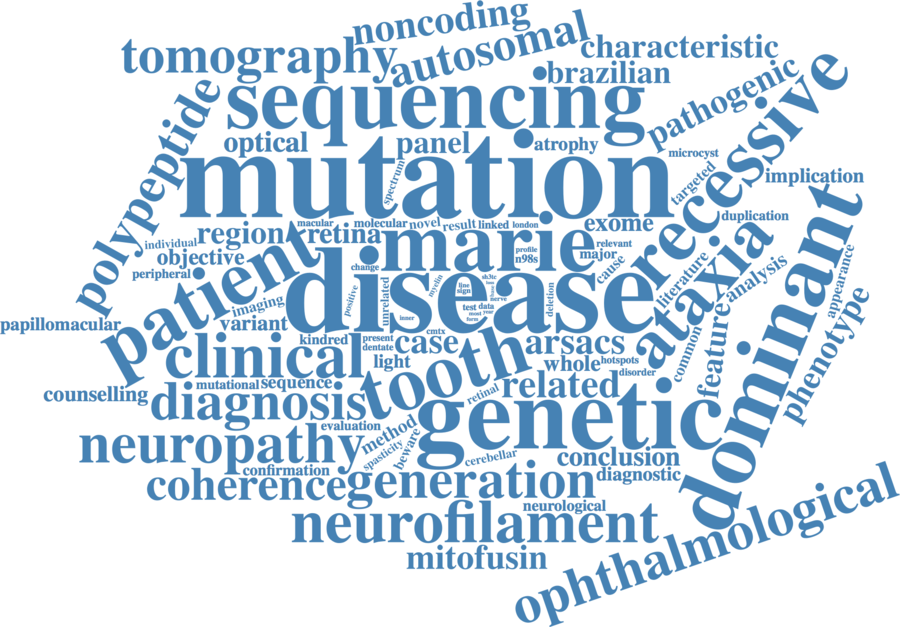 noncoding
tomography
autosomal
characteristic
brazilian
sequencing
pathogenic
recessive
polypeptide
optical
panel
atrophy
mutation
microcyst
spectrum
targeted
implication
macular
molecular
novel
result
linked
london
exome
duplication
individual
region
retina
marie
profile
n98s
relevant
major
objective
peripheral
patient
change
disease
cause
literature
ataxia
analysis
dominant
appearance
imaging
positive
unrelated
myelin
line
sign
sh3tc
nerve
test
data
most
year
form
inner
deletion
papillomacular
variant
kindred
present
dentate
cmtx
case
arsacs
common
feature
phenotype
clinical
light
tooth
whole
hotspots
disorder
counselling
mutational
sequence
diagnosis
retinal
related
evaluation
method
genetic
neuropathy
spasticity
beware
cerebellar
conclusion
confirmation
coherence
generation
diagnostic
neurological
neurofilament
mitofusin
ophthalmological